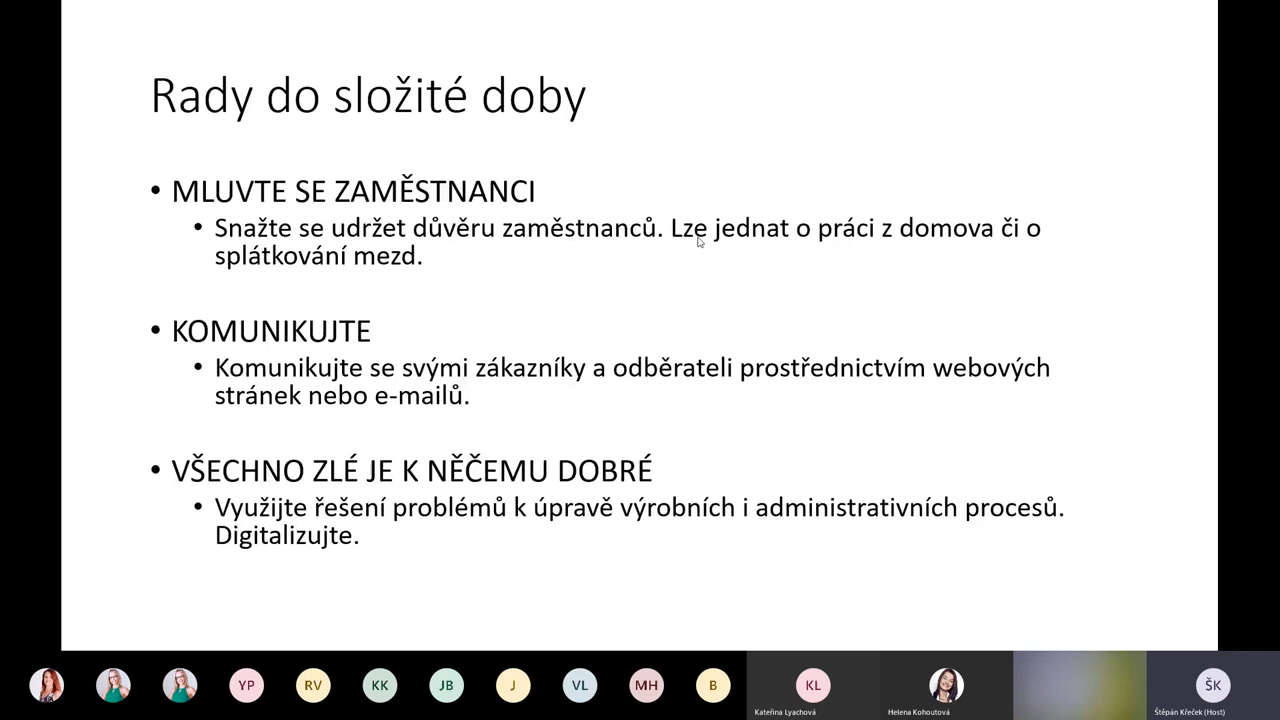 Rady do složité doby
• MLUVTE SE ZAMĚSTNANCI
• Snažte se udržet důvěru zaměstnanců. Lze jednat o práci z domova či o
splátkování mezd.
• KOMUNIKUJTE
• Komunikujte se svými zákazníky a odběrateli prostřednictvím webových
stránek nebo e-mailů.
• VŠECHNO ZLÉ JE K NĚČEMU DOBRÉ
• Využijte řešení problémů k úpravě výrobních i administrativních procesů.
Digitalizujte.
YP RV KK JB J VL MH B KL ŠK
Kateřina Lyachová Helena Kohoutová Štěpán Křeček (Host)